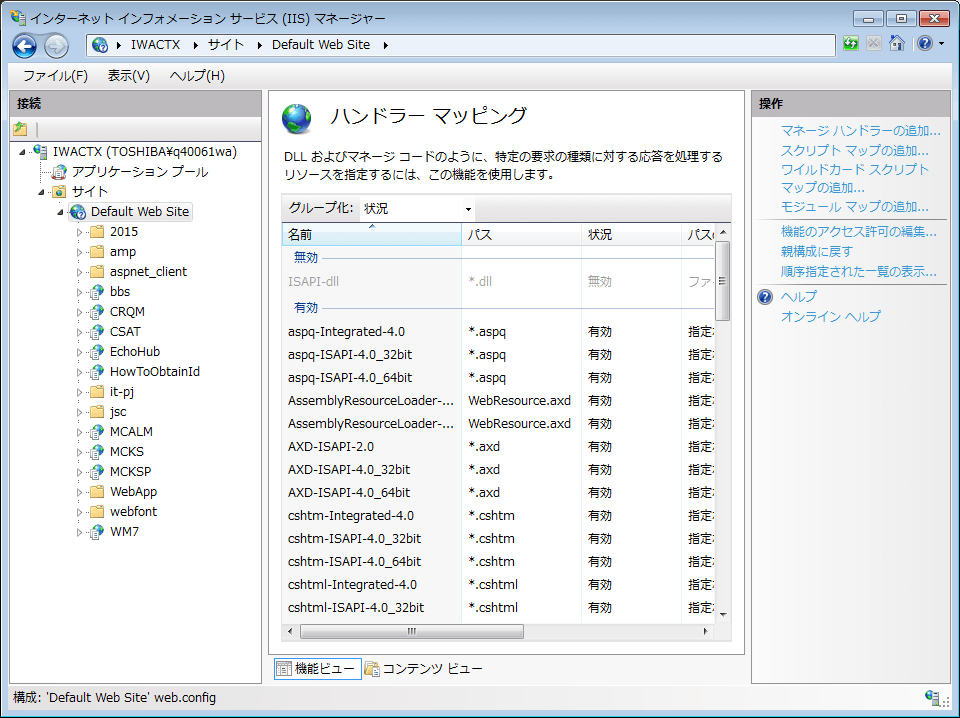 インターネット インフォメーション サービス (IIS) マネージャー
IWACTX サイト Default Web Site
ファイル(F) 表示(V) ヘルプ(H)
接続
IWACTX (TOSHIBA¥q40061wa)
アプリケーション プール
サイト
Default Web Site
2015
amp
aspnet_client
bbs
CRQM
CSAT
EchoHub
HowToObtainId
it-pj
jsc
MCALM
MCKS
MCKSP
WebApp
webfont
WM7
ハンドラー マッピング
DLL およびマネージ コードのように、特定の要求の種類に対する応答を処理する
リソースを指定するには、この機能を使用します。
グループ化: 状況
名前 パス 状況 パス
無効
ISAPI-dll *.dll 無効 ファ
有効
aspq-Integrated-4.0 *.aspq 有効 指定
aspq-ISAPI-4.0_32bit *.aspq 有効 指定
aspq-ISAPI-4.0_64bit *.aspq 有効 指定
AssemblyResourceLoader-... WebResource.axd 有効 指定
AssemblyResourceLoader-... WebResource.axd 有効 指定
AXD-ISAPI-2.0 *.axd 有効 指定
AXD-ISAPI-4.0_32bit *.axd 有効 指定
AXD-ISAPI-4.0_64bit *.axd 有効 指定
cshtm-Integrated-4.0 *.cshtm 有効 指定
cshtm-ISAPI-4.0_32bit *.cshtm 有効 指定
cshtm-ISAPI-4.0_64bit *.cshtm 有効 指定
cshtml-Integrated-4.0 *.cshtml 有効 指定
cshtml-ISAPI-4.0_32bit *.cshtml 有効 指定
機能ビュー コンテンツ ビュー
操作
マネージ ハンドラーの追加...
スクリプト マップの追加...
ワイルドカード スクリプト
マップの追加...
モジュール マップの追加...
機能のアクセス許可の編集...
親構成に戻す
順序指定された一覧の表示...
ヘルプ
オンライン ヘルプ
構成: 'Default Web Site' web.config